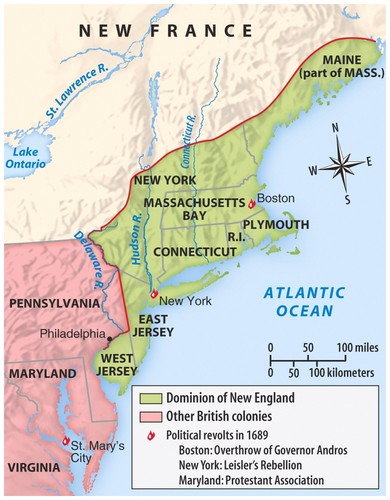 NEW FRANCE
MAINE
(part of MASS.)
St. Lawrence R.
Connecticut R.
Lake
Ontario
N
W
E
S
NEW YORK
MASSACHUSETTS
BAY
Boston
PLYMOUTH
R.I.
CONNECTICUT
Hudson R.
Delaware R.
New York
PENNSYLVANIA
EAST
JERSEY
ATLANTIC
OCEAN
Philadelphia
WEST
JERSEY
MARYLAND
0 50 100 miles
0 50 100 kilometers
St. Mary's
City
VIRGINIA
Dominion of New England
Other British colonies
Political revolts in 1689
Boston: Overthrow of Governor Andros
New York: Leisler's Rebellion
Maryland: Protestant Association